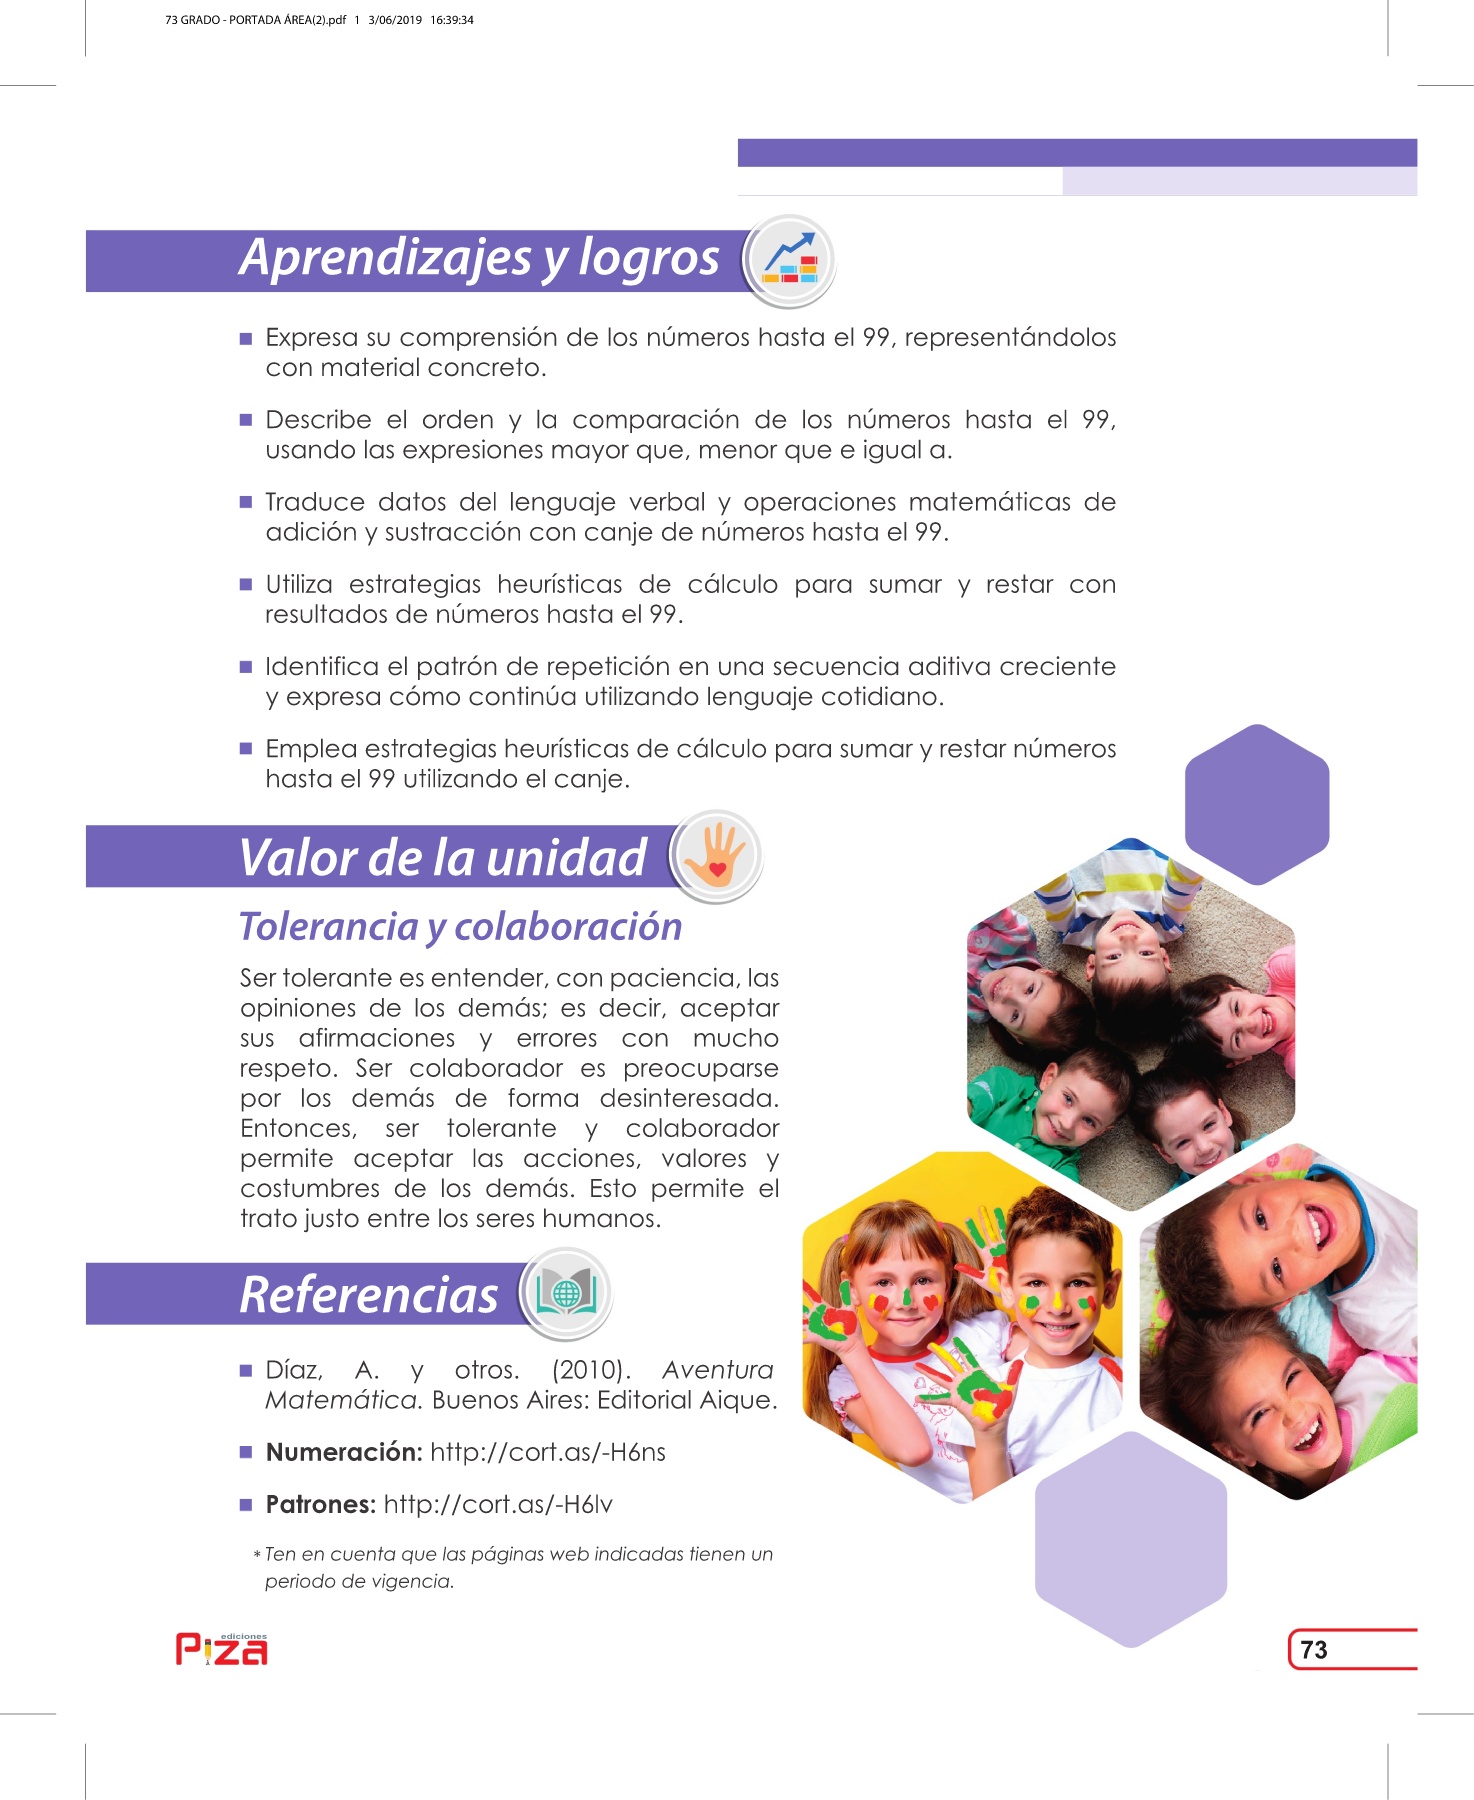 73 GRADO - PORTADA ÁREA(2).pdf   1   3/06/2019   16:39:34
Aprendizajes y logros
Expresa su comprensión de los números hasta el 99, representándolos
con material concreto.
Describe el orden y la comparación de los números hasta el 99,
usando las expresiones mayor que, menor que e igual a.
Traduce datos del lenguaje verbal y operaciones matemáticas de
adición y sustracción con canje de números hasta el 99.
Utiliza estrategias heurísticas de cálculo para sumar y restar con
resultados de números hasta el 99.
Identifica el patrón de repetición en una secuencia aditiva creciente
y expresa cómo continúa utilizando lenguaje cotidiano.
Emplea estrategias heurísticas de cálculo para sumar y restar números
hasta el 99 utilizando el canje.
Valor de la unidad
Tolerancia y colaboración
Ser tolerante es entender, con paciencia, las
opiniones de los demás; es decir, aceptar
sus afirmaciones y errores con mucho
respeto. Ser colaborador es preocuparse
por los demás de forma desinteresada.
Entonces, ser tolerante y colaborador
permite aceptar las acciones, valores y
costumbres de los demás. Esto permite el
trato justo entre los seres humanos.
Referencias
Díaz, A. y otros. (2010). Aventura
Matemática. Buenos Aires: Editorial Aique.
Numeración: http://cort.as/-H6ns
Patrones: http://cort.as/-H6lv
* Ten en cuenta que las páginas web indicadas tienen un
periodo de vigencia.
ediciones
Piza
73